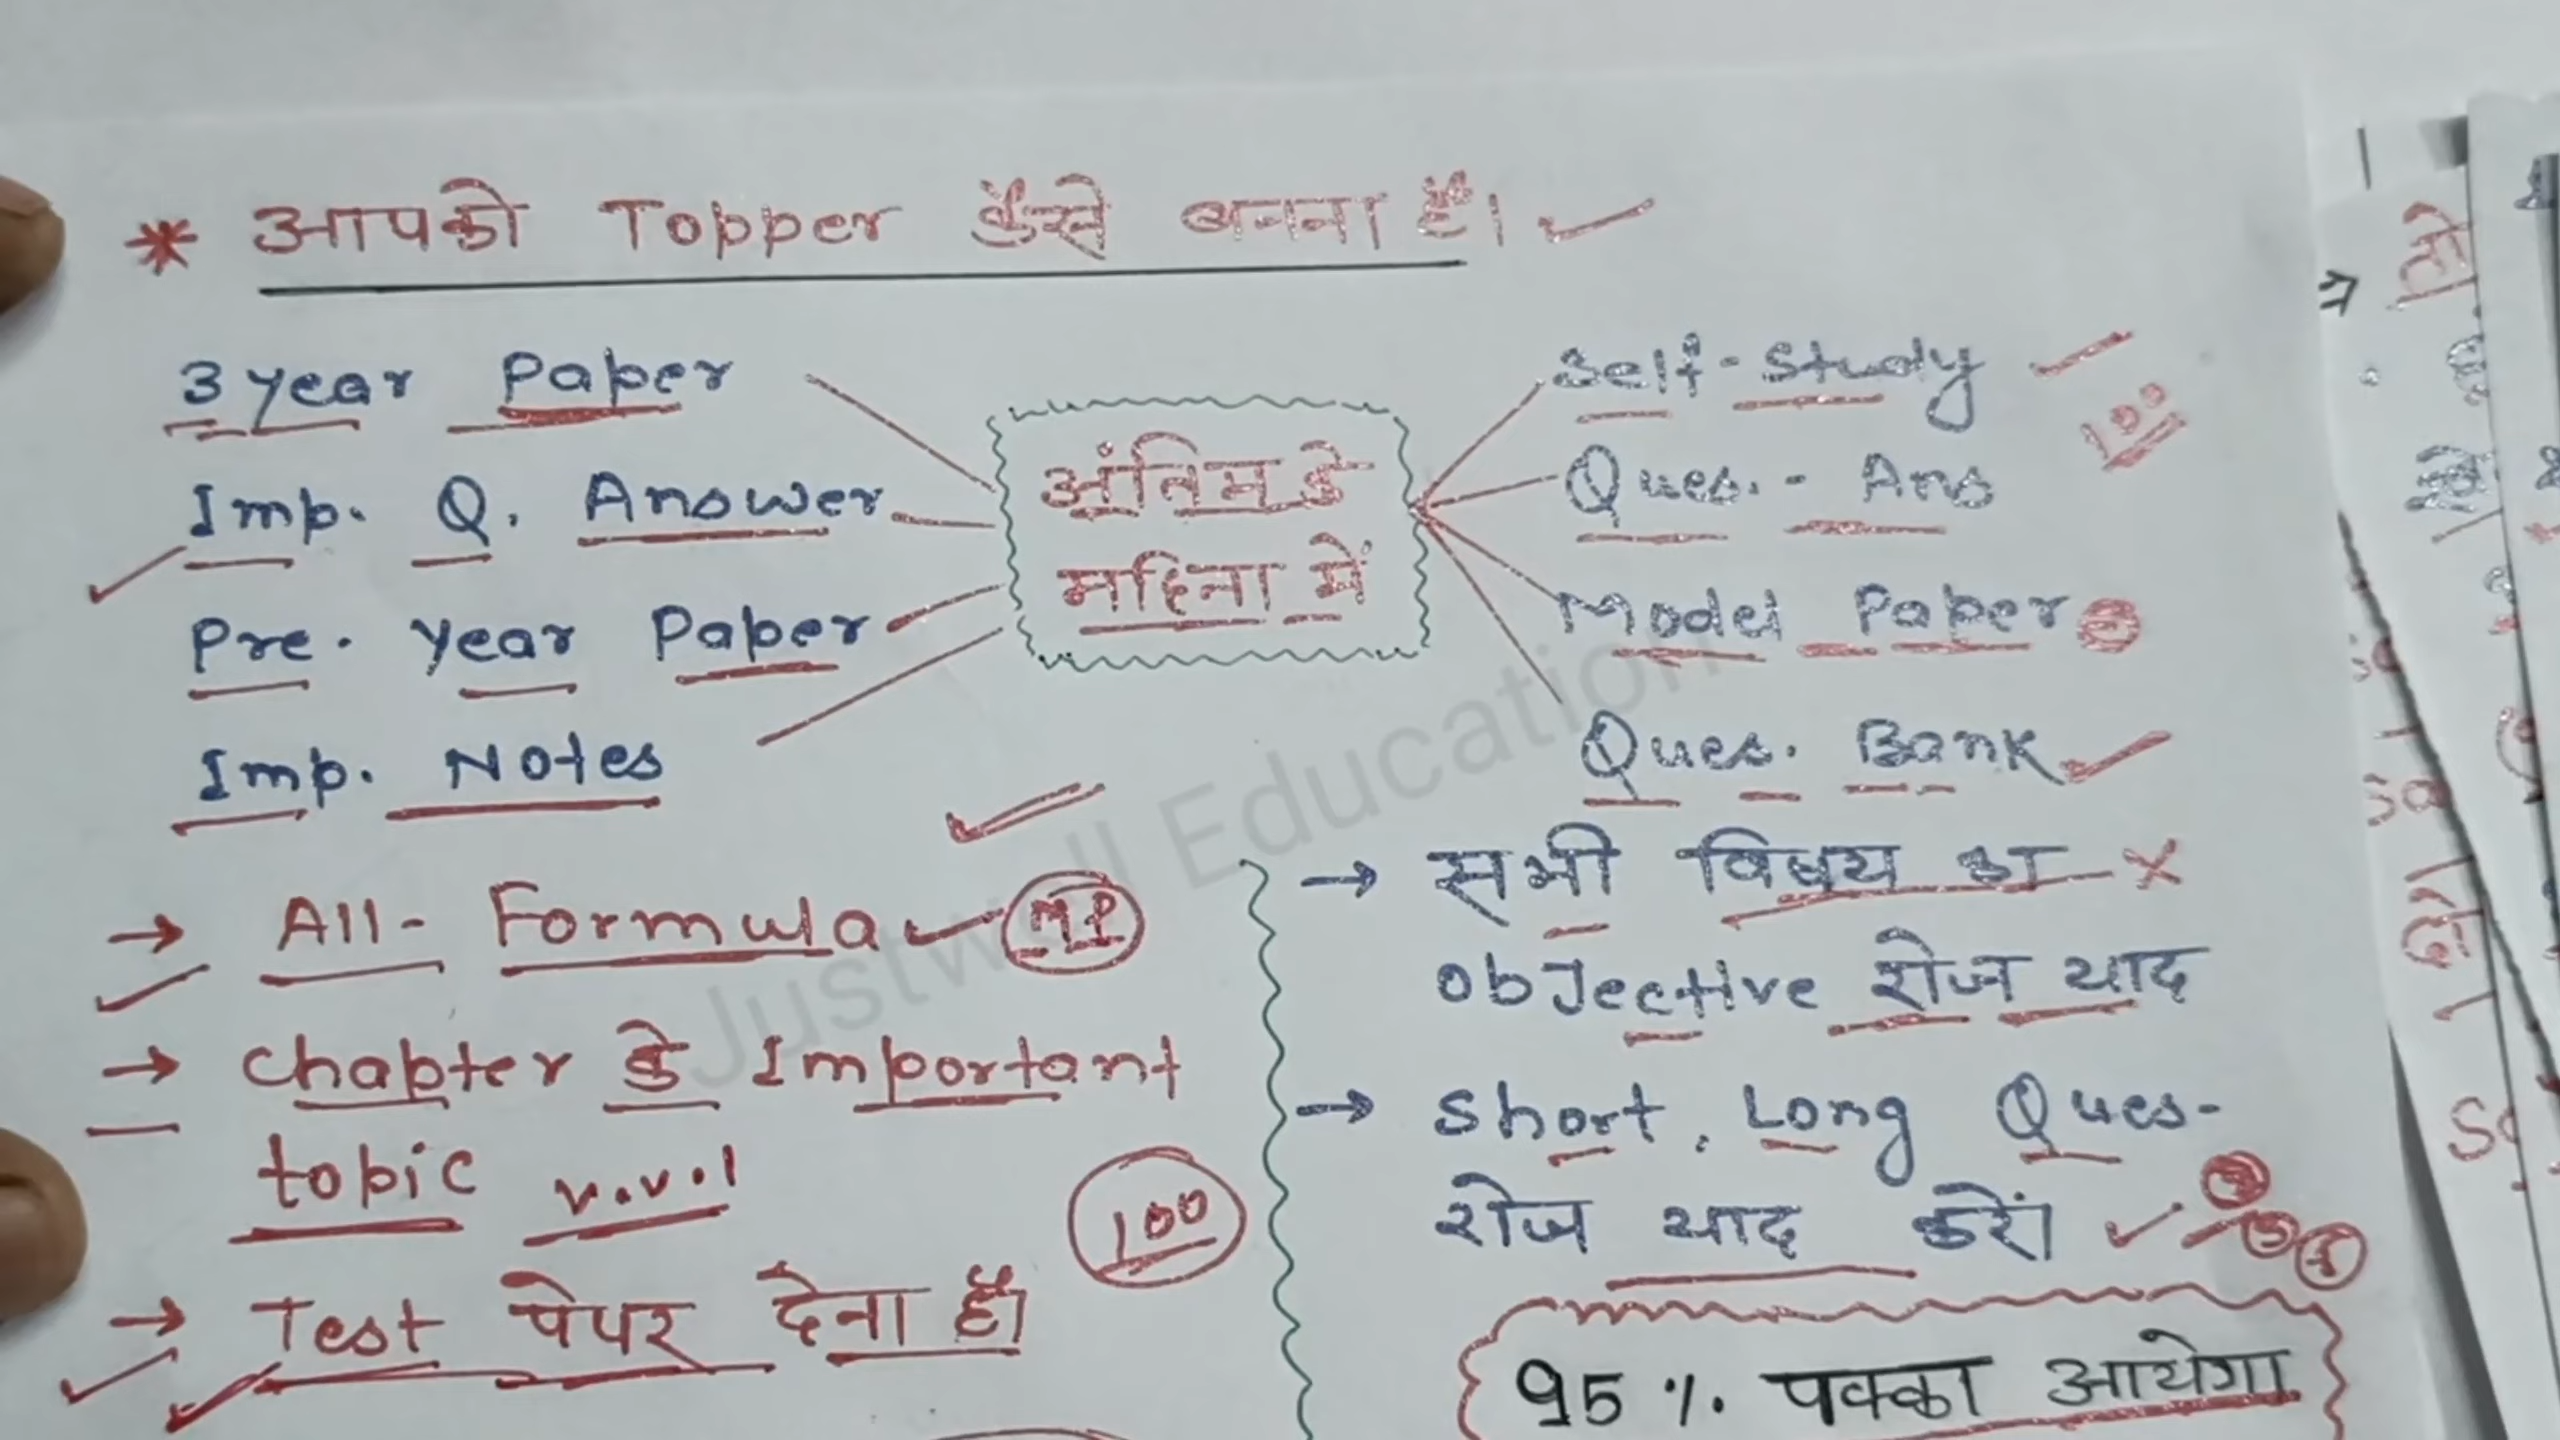 * आपको Topper कैसे बनना है।
3 year Paper
Imp. Q. Answer
Pre. year Paper
Imp. Notes
अंतिम के
महिना में
Self-Study
100
Ques.- Ans
Model Paper
Ques. Bank
→ All- Formula MP
→ Chapter के Important
topic v.v.I
100
→ Test पेपर देना है।
→ सभी विषय का
objective रोज याद
→ Short, Long Ques-
रोज याद करें।
95 %. पक्का आयेगा
Justwell Education